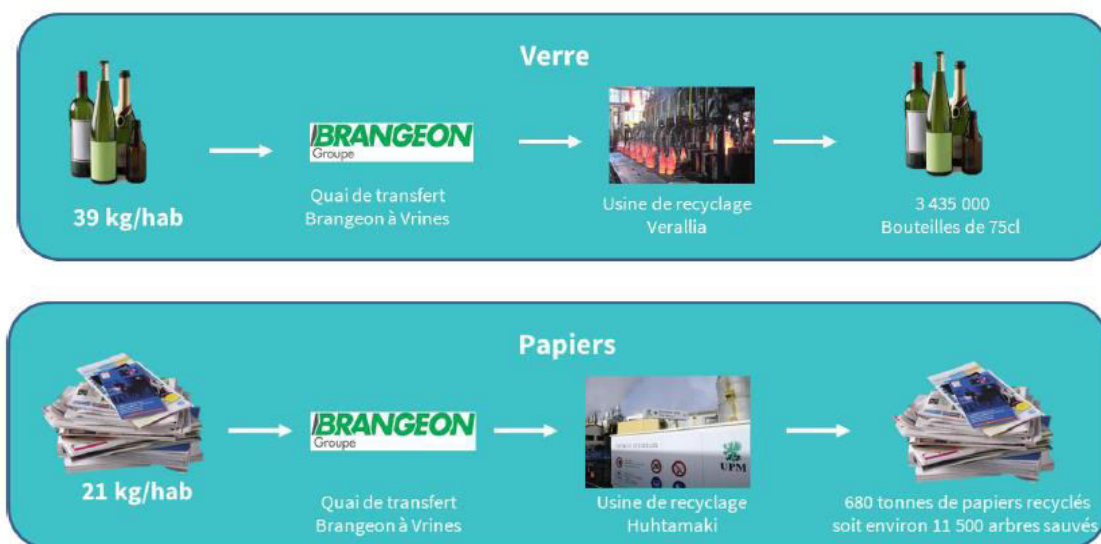 Verre
39 kg/hab
BRANGEON
Groupe
Quai de transfert
Brangeon à Vrines
Usine de recyclage
Verallia
3 435 000
Bouteilles de 75cl
Papiers
21 kg/hab
BRANGEON
Groupe
Quai de transfert
Brangeon à Vrines
UPM
Usine de recyclage
Huhtamaki
680 tonnes de papiers recyclés
soit environ 11 500 arbres sauvés